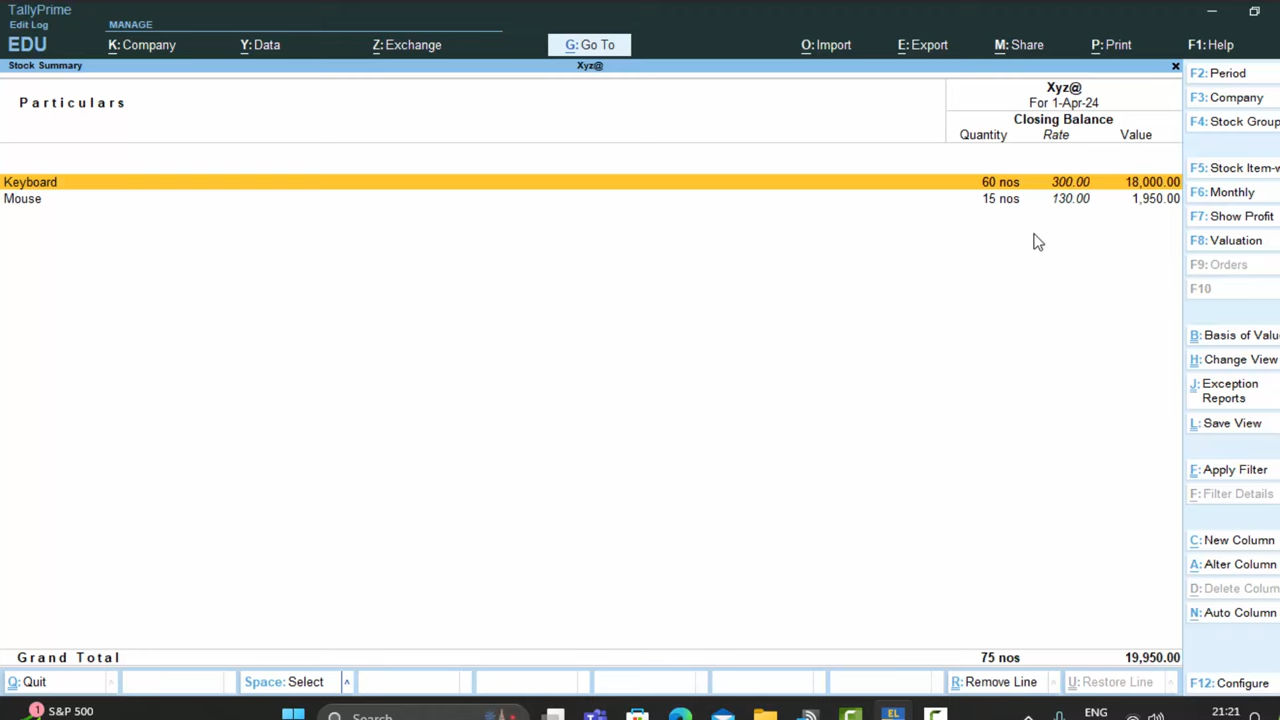 TallyPrime
Edit Log
EDU
MANAGE
K: Company
Y: Data
Z: Exchange
G: Go To
O: Import
E: Export
M: Share
P: Print
F1: Help
Stock Summary
Xyz@
Particulars
Xyz@
For 1-Apr-24
Closing Balance
Quantity Rate Value
Keyboard 60 nos 300.00 18,000.00
Mouse 15 nos 130.00 1,950.00
Grand Total 75 nos 19,950.00
F2: Period
F3: Company
F4: Stock Group
F5: Stock Item-w
F6: Monthly
F7: Show Profit
F8: Valuation
F9: Orders
F10
B: Basis of Valu
H: Change View
J: Exception
Reports
L: Save View
F: Apply Filter
F: Filter Details
C: New Column
A: Alter Column
D: Delete Colum
N: Auto Column
F12: Configure
Q: Quit
Space: Select
R: Remove Line
U: Restore Line
1
S&P 500
Search
EL
ENG
21:21